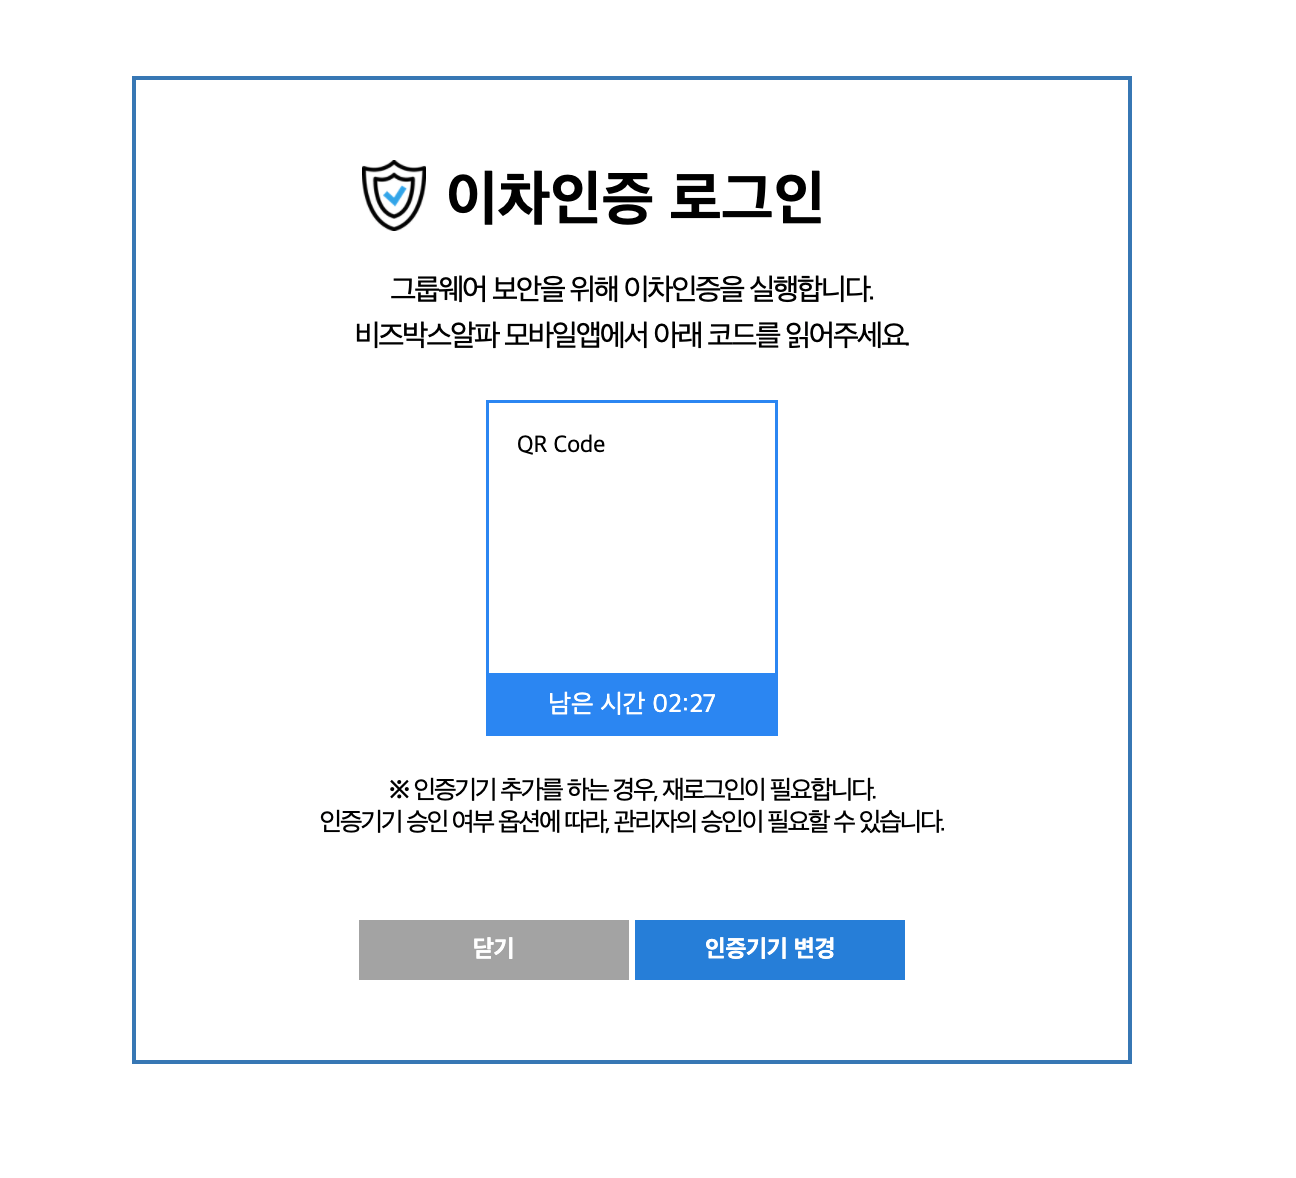 이차인증 로그인
그룹웨어 보안을 위해 이차인증을 실행합니다.
비즈박스알파 모바일앱에서 아래 코드를 읽어주세요.
QR Code
남은 시간 02:27
※ 인증기기 추가를 하는 경우, 재로그인이 필요합니다.
인증기기 승인 여부 옵션에 따라, 관리자의 승인이 필요할 수 있습니다.
닫기
인증기기 변경